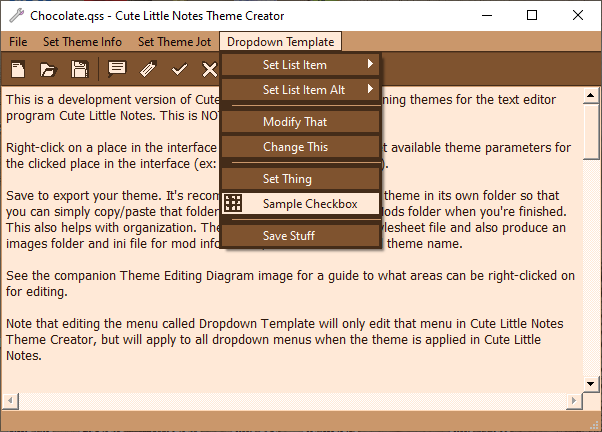 Chocolate.qss - Cute Little Notes Theme Creator
File Set Theme Info Set Theme Jot Dropdown Template
Set List Item
Set List Item Alt
Modify That
Change This
Set Thing
Sample Checkbox
Save Stuff
This is a development version of Cute ning themes for the text editor
program Cute Little Notes. This is NO
Right-click on a place in the interface t available theme parameters for
the clicked place in the interface (ex: ).
Save to export your theme. It's recom theme in its own folder so that
you can simply copy/paste that folder ods folder when you're finished.
This also helps with organization. The ylesheet file and also produce an
images folder and ini file for mod info theme name.
See the companion Theme Editing Diagram image for a guide to what areas can be right-clicked on
for editing.
Note that editing the menu called Dropdown Template will only edit that menu in Cute Little Notes
Theme Creator, but will apply to all dropdown menus when the theme is applied in Cute Little
Notes.